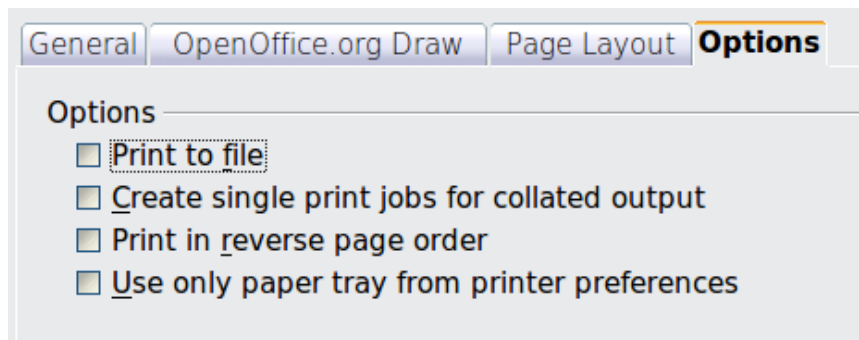 General OpenOffice.org Draw Page Layout Options
Options
Print to file
Create single print jobs for collated output
Print in reverse page order
Use only paper tray from printer preferences